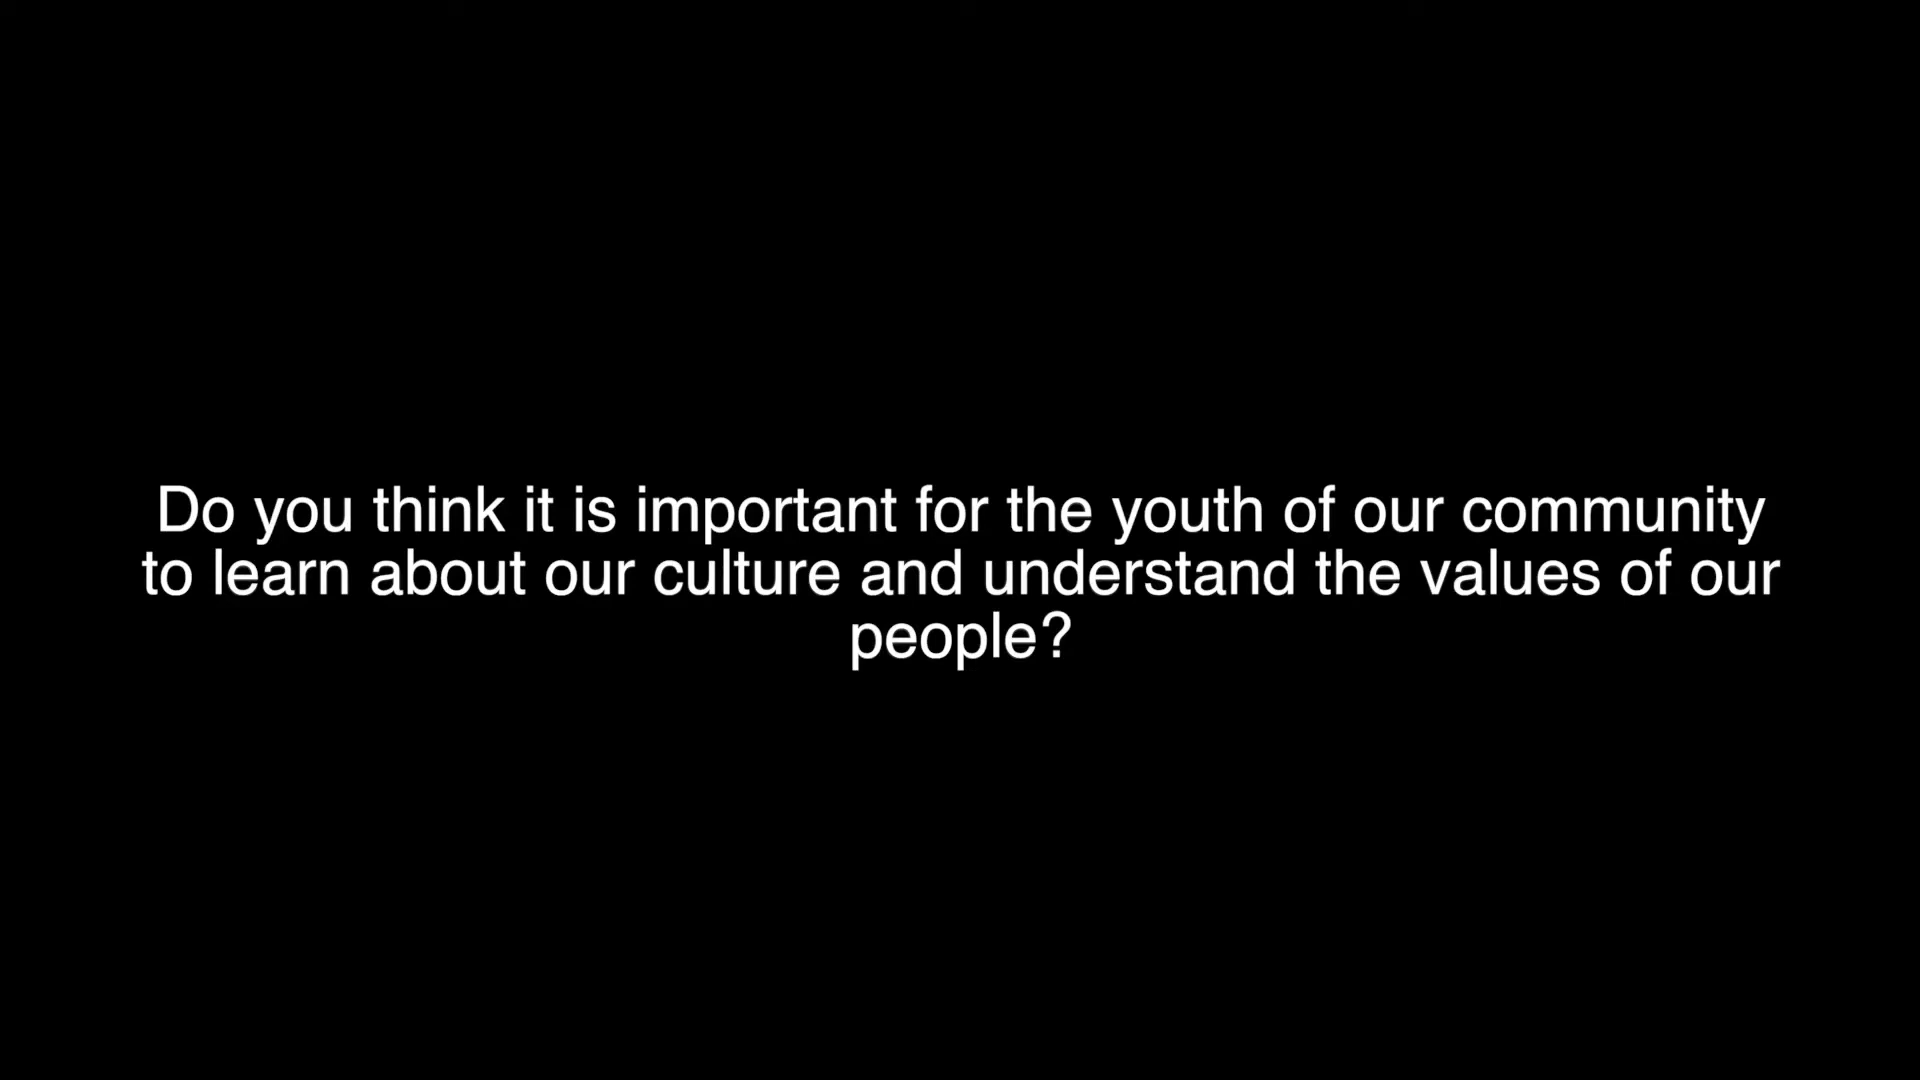 Do you think it is important for the youth of our community
to learn about our culture and understand the values of our
people?